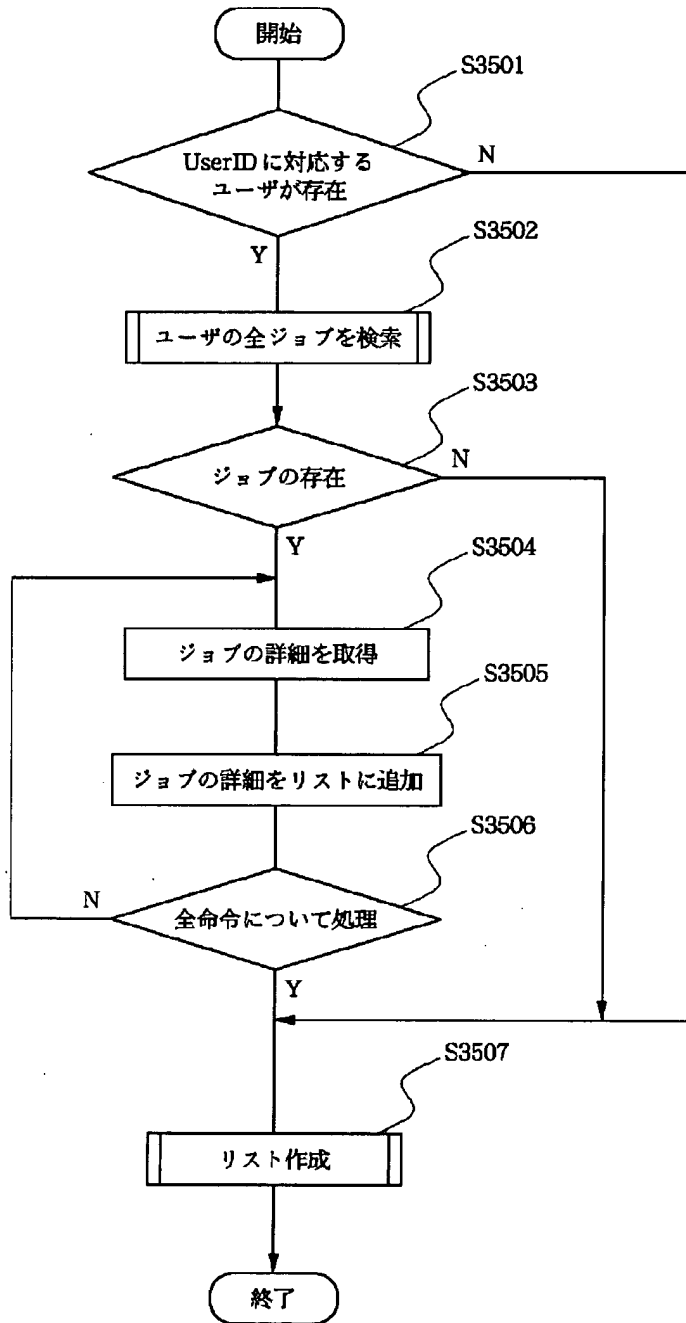 開始
S3501
UserIDに対応する
ユーザが存在
N
Y
S3502
ユーザの全ジョブを検索
S3503
ジョブの存在
N
Y
S3504
ジョブの詳細を取得
S3505
ジョブの詳細をリストに追加
S3506
N
全命令について処理
Y
S3507
リスト作成
終了